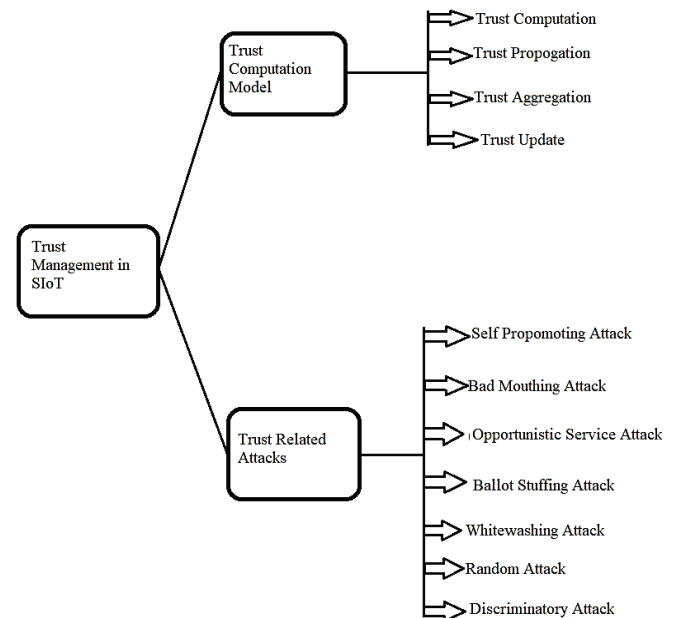 Trust
Computation
Model
Trust Computation
Trust Propogation
Trust Aggregation
Trust Update
Trust
Management in
SIoT
Trust Related
Attacks
Self Propomoting Attack
Bad Mouthing Attack
Opportunistic Service Attack
Ballot Stuffing Attack
Whitewashing Attack
Random Attack
Discriminatory Attack